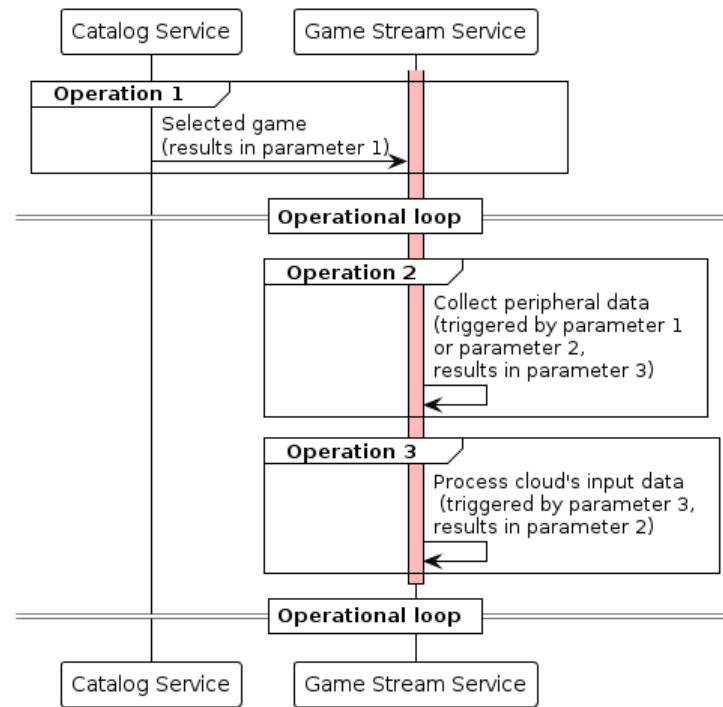 Catalog Service
Game Stream Service
Operation 1
Selected game
(results in parameter 1)
Operational loop
Operation 2
Collect peripheral data
(triggered by parameter 1
or parameter 2,
results in parameter 3)
Operation 3
Process cloud's input data
(triggered by parameter 3,
results in parameter 2)
Operational loop
Catalog Service
Game Stream Service